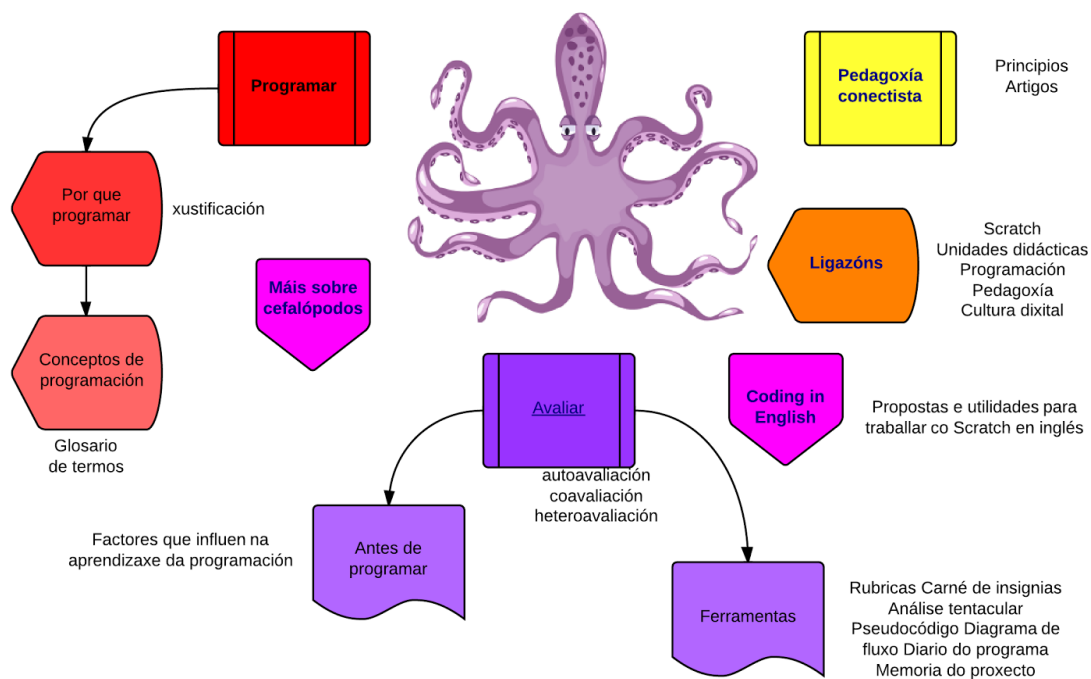 Programar
Pedagoxía
conectista
Principios
Artigos
Por que
programar
xustificación
Scratch
Unidades didácticas
Programación
Pedagoxía
Cultura dixital
Ligazóns
Máis sobre
cefalópodos
Conceptos de
programación
Glosario
de termos
Avaliar
autoavaliación
coavaliación
heteroavaliación
Coding in
English
Propostas e utilidades para
traballar co Scratch en inglés
Factores que influen na
aprendizaxe da programación
Antes de
programar
Ferramentas
Rubricas Carné de insignias
Análise tentacular
Pseudocódigo Diagrama de
fluxo Diario do programa
Memoria do proxecto